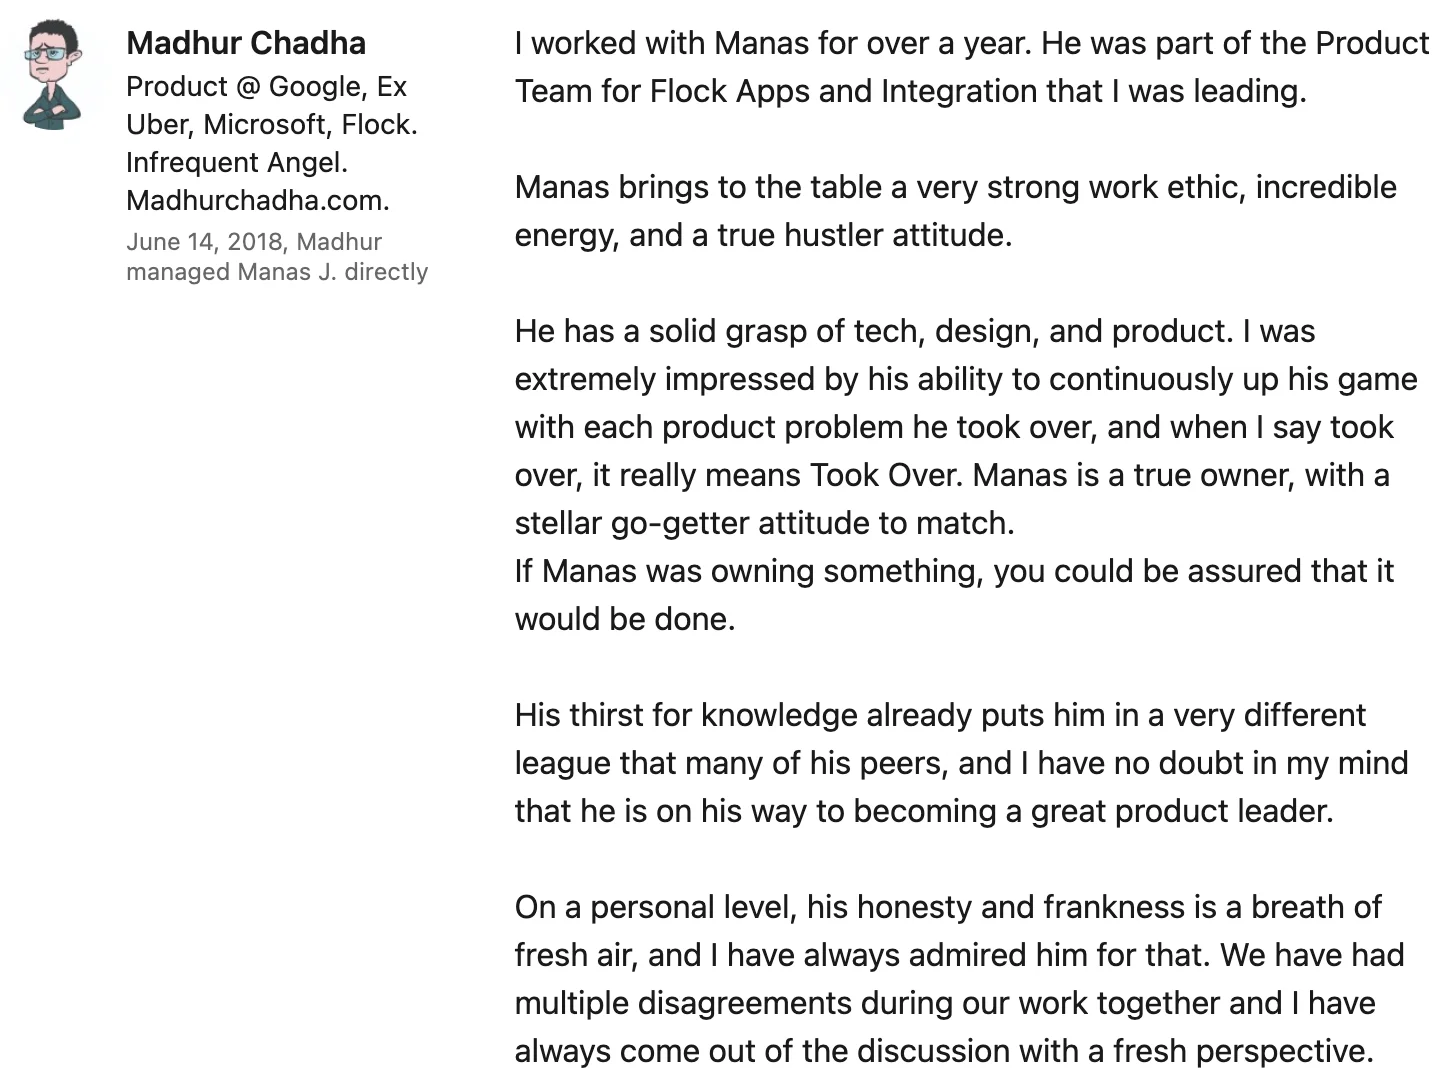 Madhur Chadha
Product @ Google, Ex
Uber, Microsoft, Flock.
Infrequent Angel.
Madhurchadha.com.
June 14, 2018, Madhur
managed Manas J. directly
I worked with Manas for over a year. He was part of the Product
Team for Flock Apps and Integration that I was leading.
Manas brings to the table a very strong work ethic, incredible
energy, and a true hustler attitude.
He has a solid grasp of tech, design, and product. I was
extremely impressed by his ability to continuously up his game
with each product problem he took over, and when I say took
over, it really means Took Over. Manas is a true owner, with a
stellar go-getter attitude to match.
If Manas was owning something, you could be assured that it
would be done.
His thirst for knowledge already puts him in a very different
league that many of his peers, and I have no doubt in my mind
that he is on his way to becoming a great product leader.
On a personal level, his honesty and frankness is a breath of
fresh air, and I have always admired him for that. We have had
multiple disagreements during our work together and I have
always come out of the discussion with a fresh perspective.